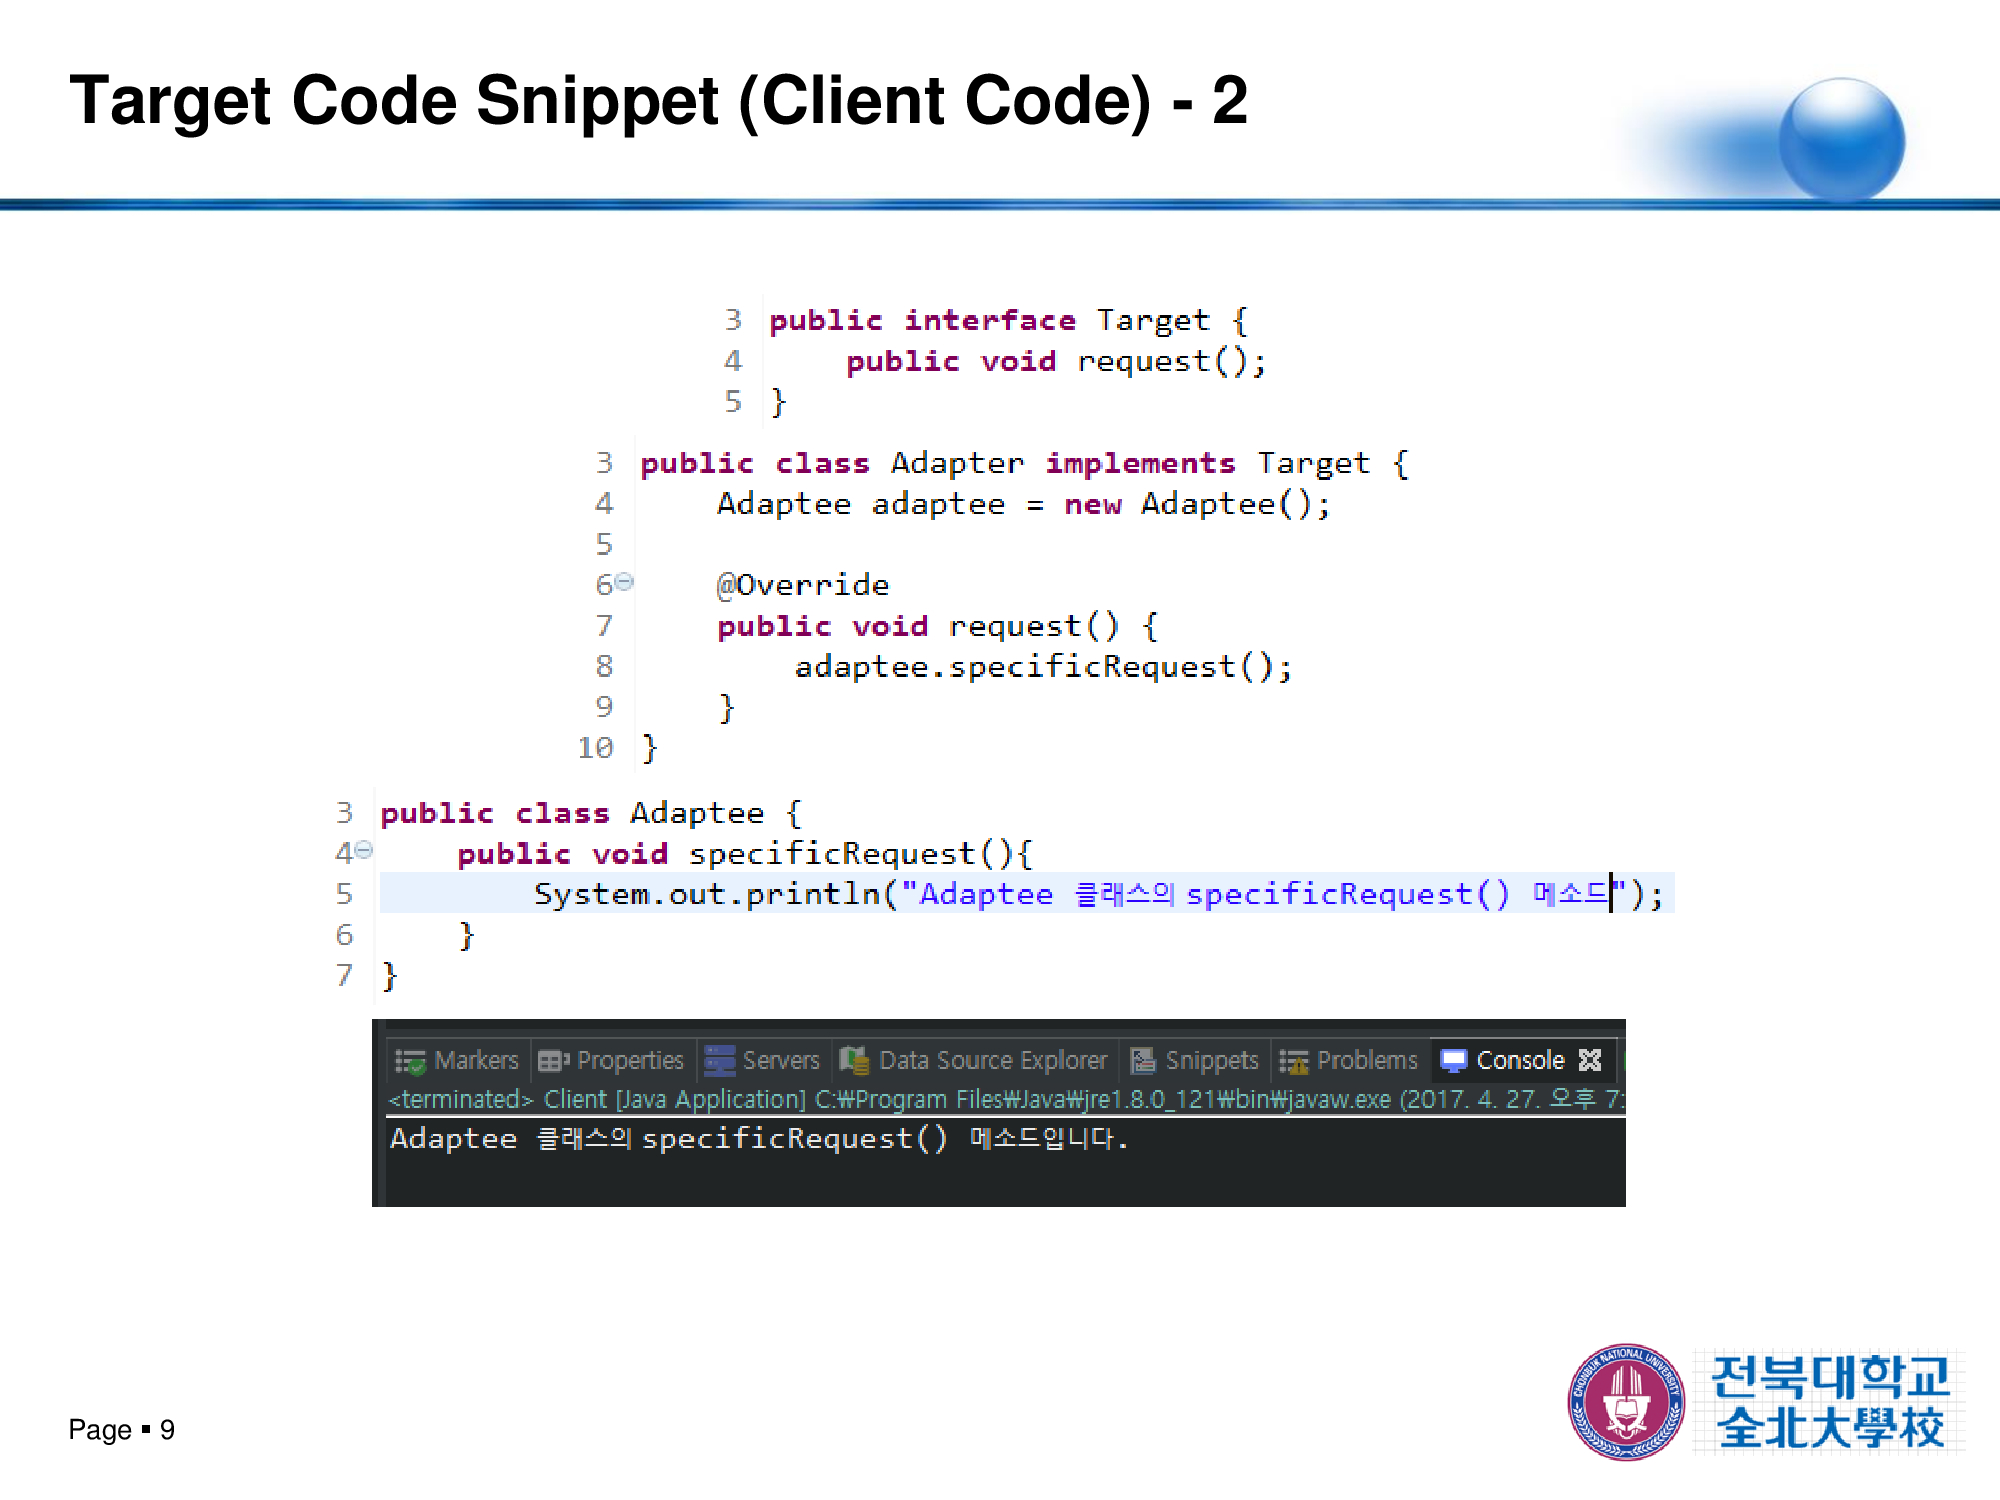 Target Code Snippet (Client Code) - 2
3 public interface Target {
4 public void request();
5 }
3 public class Adapter implements Target {
4 Adaptee adaptee = new Adaptee();
5
6 @Override
7 public void request() {
8 adaptee.specificRequest();
9 }
10 }
3 public class Adaptee {
4 public void specificRequest(){
5 System.out.println("Adaptee 클래스의 specificRequest() 메소드");
6 }
7 }
Markers Properties Servers Data Source Explorer Snippets Problems Console
<terminated> Client [Java Application] C:₩Program Files₩Java₩jre1.8.0_121₩bin₩javaw.exe (2017. 4. 27. 오후 7:
Adaptee 클래스의 specificRequest() 메소드입니다.
Page ▪ 9
CHONBUK NATIONAL UNIVERSITY
전북대학교
全北大學校